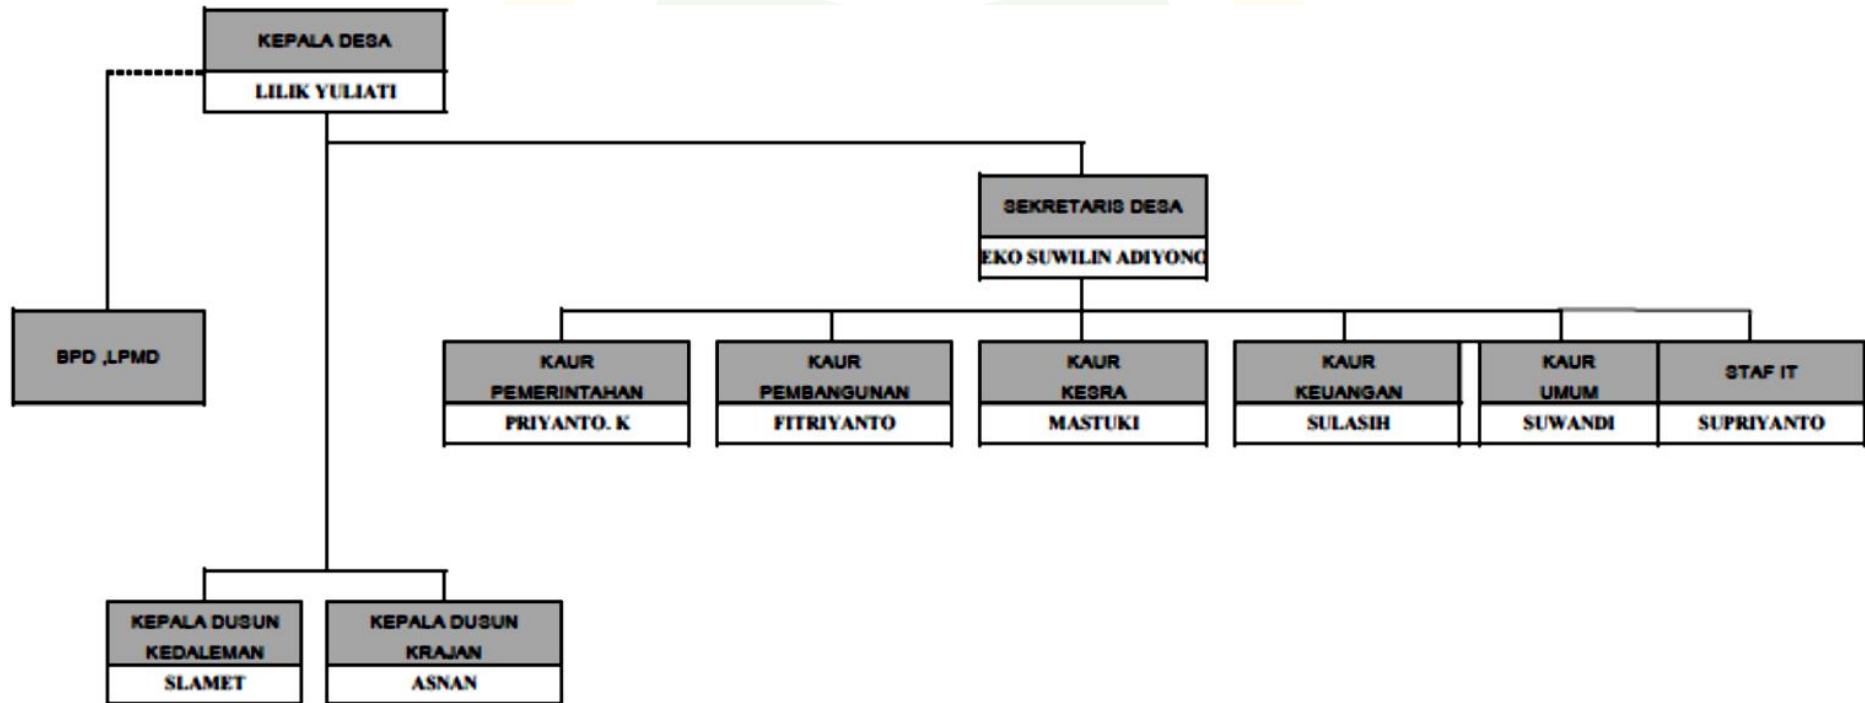 KEPALA DESA
LILIK YULIATI
SEKRETARIS DESA
EKO SUWILIN ADIYONO
BPD ,LPMD
KAUR
PEMERINTAHAN
PRIYANTO. K
KAUR
PEMBANGUNAN
FITRIYANTO
KAUR
KESRA
MASTUKI
KAUR
KEUANGAN
SULASIH
KAUR
UMUM
SUWANDI
STAF IT
SUPRIYANTO
KEPALA DUSUN
KEDALEMAN
SLAMET
KEPALA DUSUN
KRAJAN
ASNAN